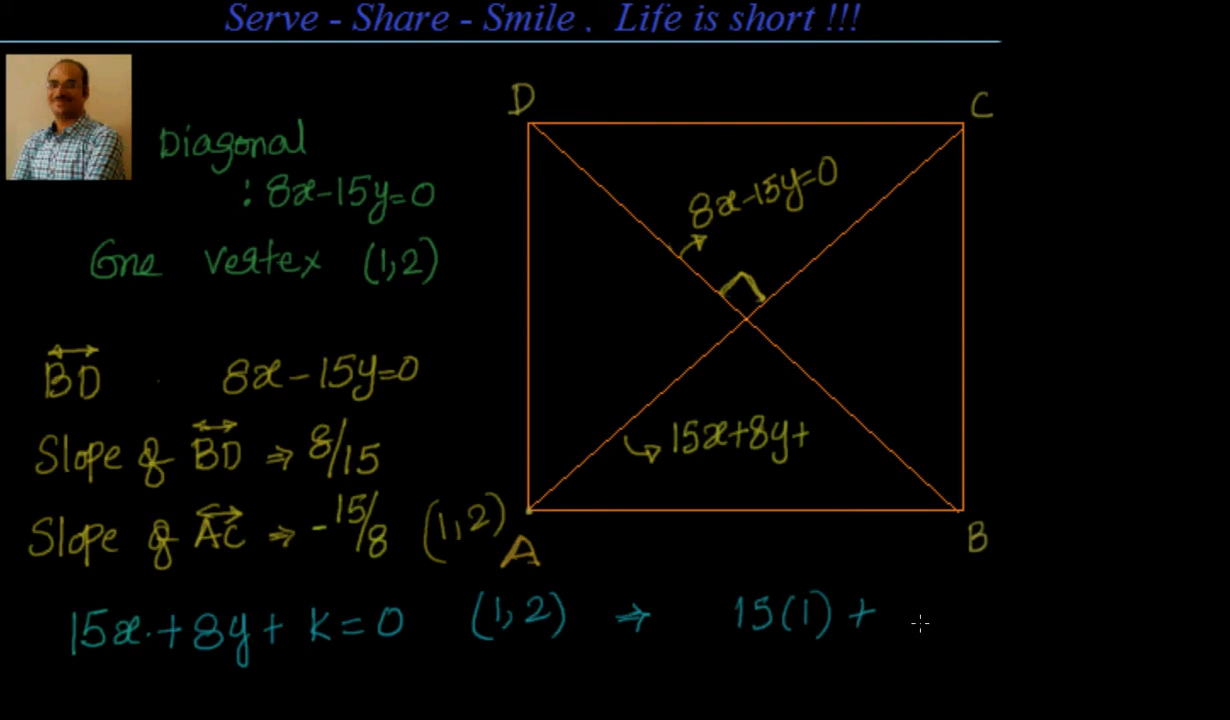 Serve - Share - Smile . Life is short !!!
D
C
Diagonal
: 8x-15y=0
8x-15y=0
One vertex (1,2)
BD 8x-15y=0
15x+8y+
Slope of BD ⇒ 8/15
Slope of AC ⇒ -15/8 (1,2)
A
B
15x+8y+ K=0 (1,2) ⇒ 15(1) +